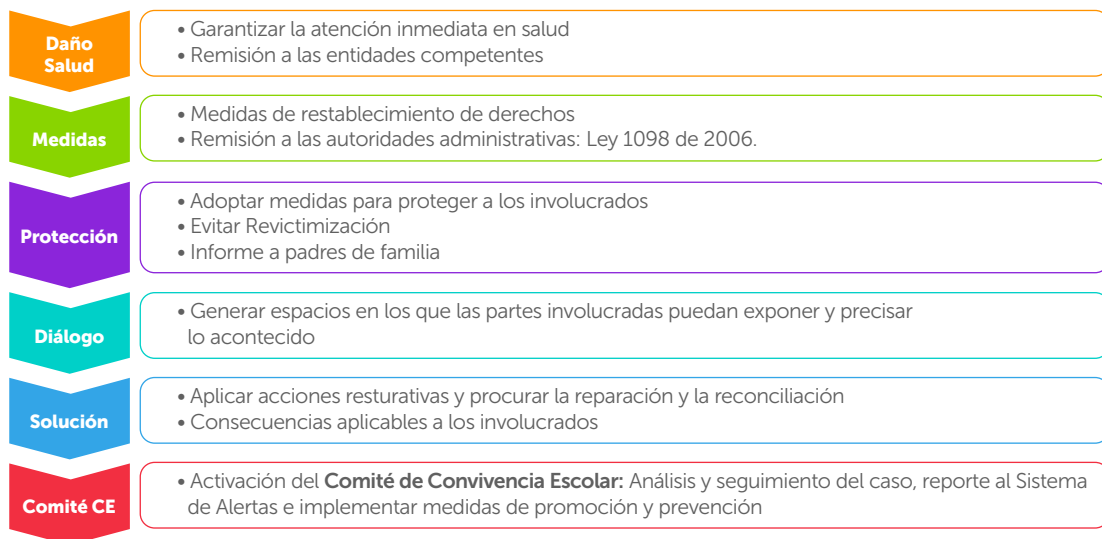 Daño
Salud
• Garantizar la atención inmediata en salud
• Remisión a las entidades competentes
Medidas
• Medidas de restablecimiento de derechos
• Remisión a las autoridades administrativas: Ley 1098 de 2006.
Protección
• Adoptar medidas para proteger a los involucrados
• Evitar Revictimización
• Informe a padres de familia
Diálogo
• Generar espacios en los que las partes involucradas puedan exponer y precisar
lo acontecido
Solución
• Aplicar acciones resturativas y procurar la reparación y la reconciliación
• Consecuencias aplicables a los involucrados
Comité CE
• Activación del Comité de Convivencia Escolar: Análisis y seguimiento del caso, reporte al Sistema
de Alertas e implementar medidas de promoción y prevención